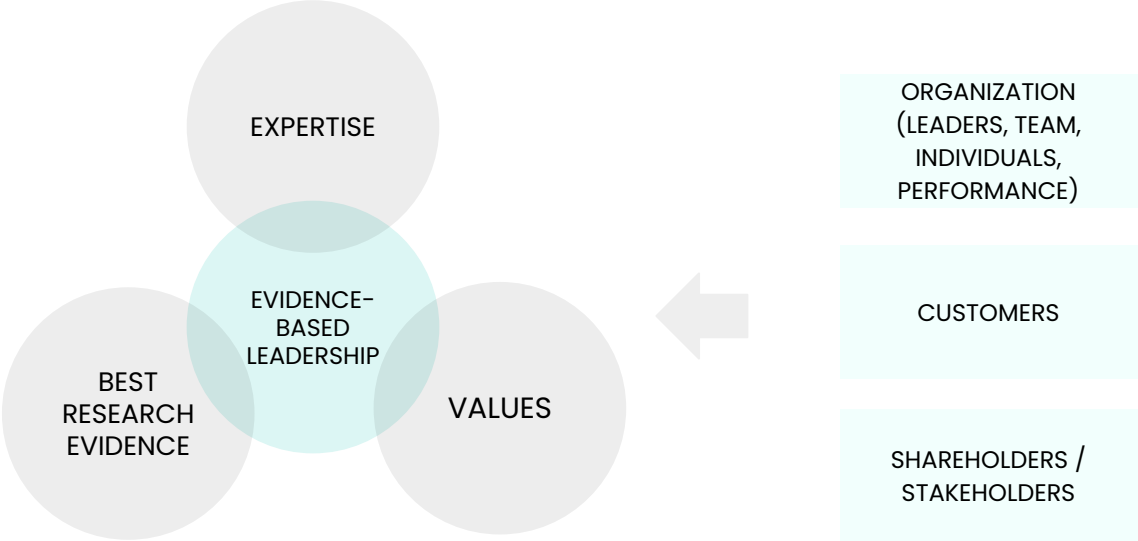 EXPERTISE
EVIDENCE-
BASED
LEADERSHIP
BEST
RESEARCH
EVIDENCE
VALUES
ORGANIZATION
(LEADERS, TEAM,
INDIVIDUALS,
PERFORMANCE)
CUSTOMERS
SHAREHOLDERS /
STAKEHOLDERS